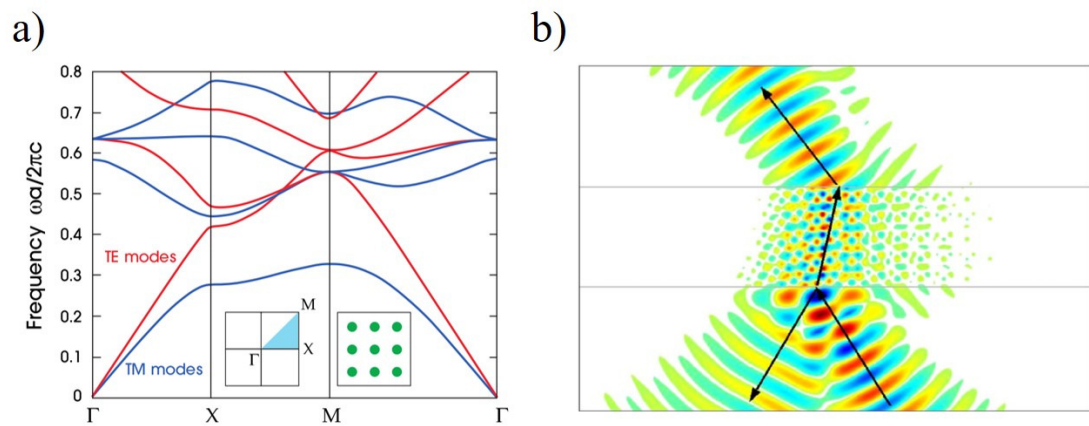 a)
b)
0.8
0.7
0.6
0.5
0.4
0.3
0.2
0.1
0
Frequency ωa/2πc
TE modes
TM modes
M
Γ
X
Γ
X
M
Γ